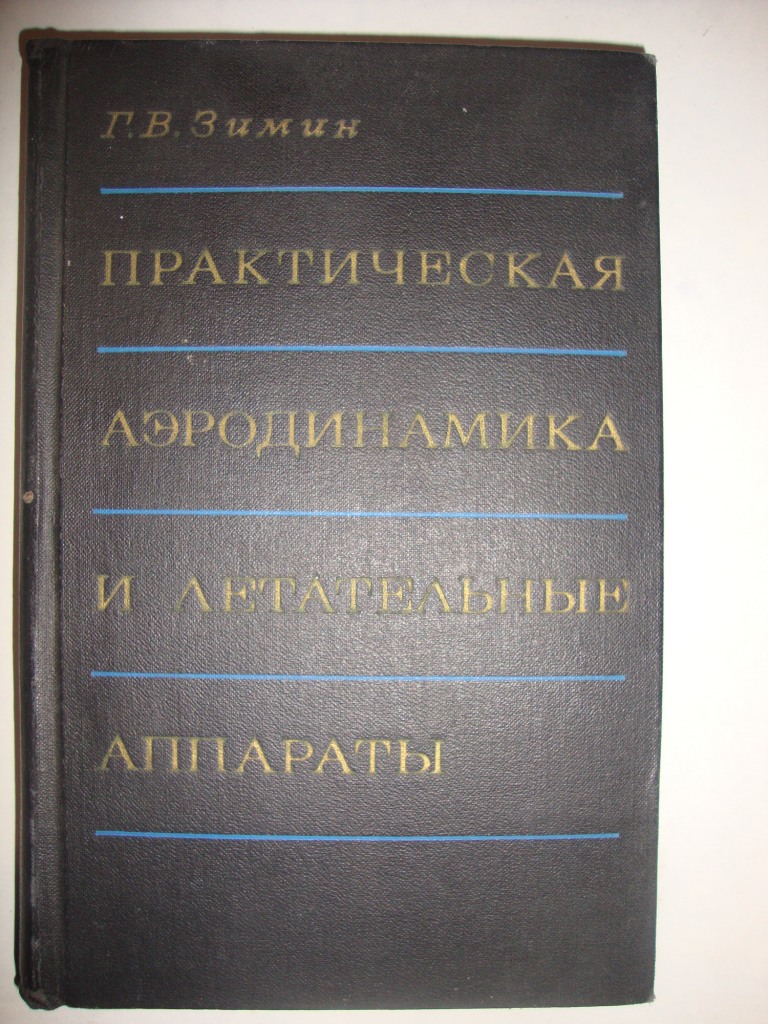 Г. В. Зимин
ПРАКТИЧЕСКАЯ
АЭРОДИНАМИКА
И ЛЕТАТЕЛЬНЫЕ
АППАРАТЫ